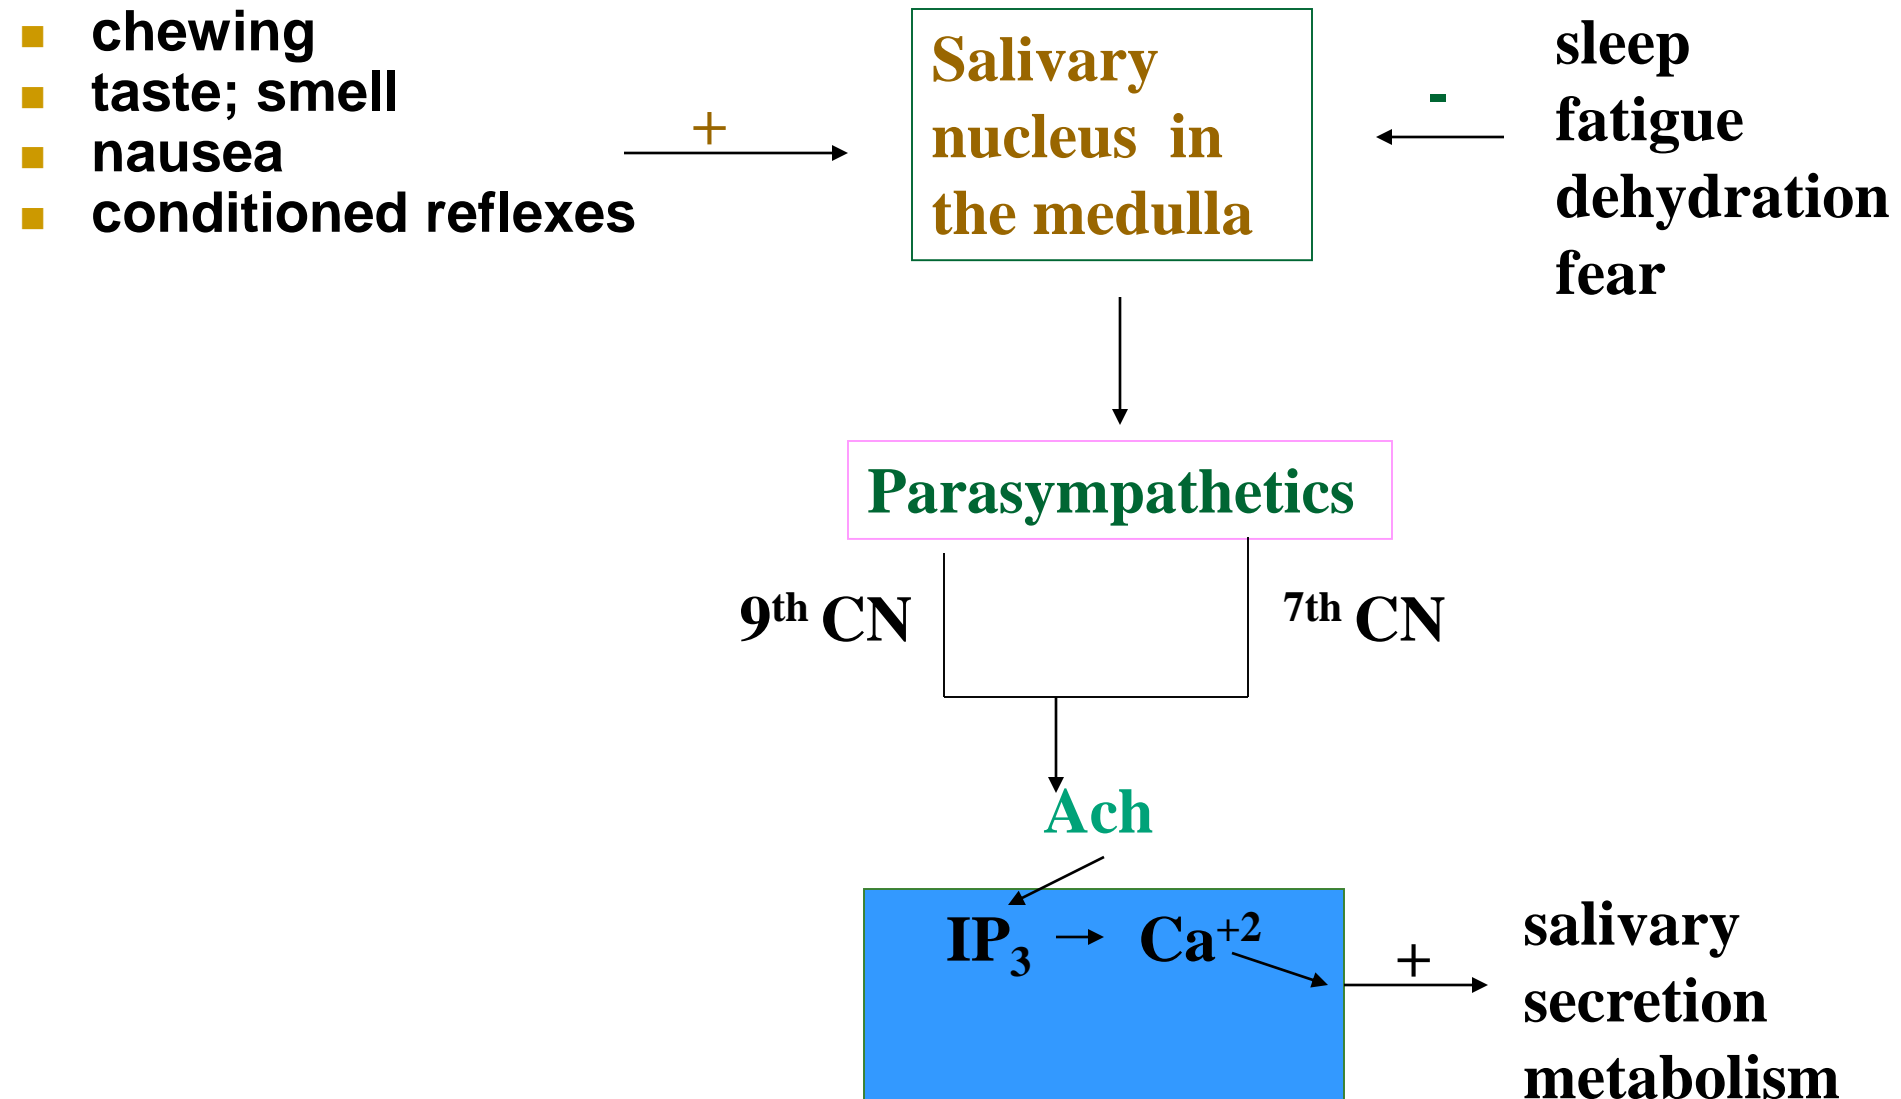 chewing
taste; smell
nausea
conditioned reflexes
+
Salivary
nucleus in
the medulla
-
sleep
fatigue
dehydration
fear
Parasympathetics
9th CN
7th CN
Ach
IP3
Ca+2
+
salivary
secretion
metabolism